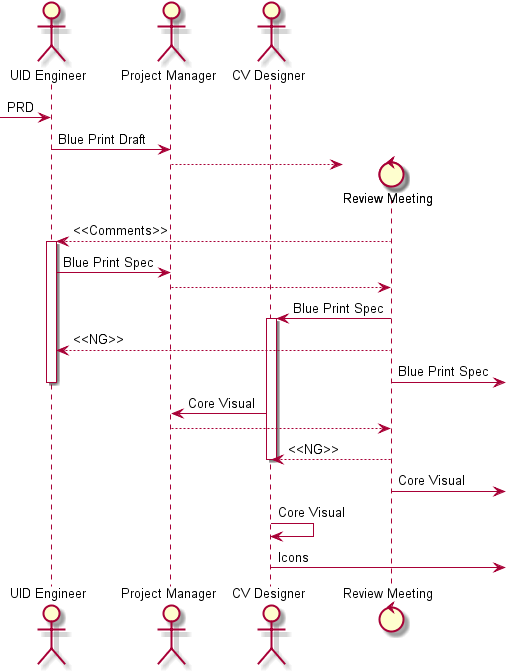 UID Engineer
Project Manager
CV Designer
PRD
Blue Print Draft
Review Meeting
<<Comments>>
Blue Print Spec
Blue Print Spec
<<NG>>
Blue Print Spec
Core Visual
<<NG>>
Core Visual
Core Visual
Icons
UID Engineer
Project Manager
CV Designer
Review Meeting